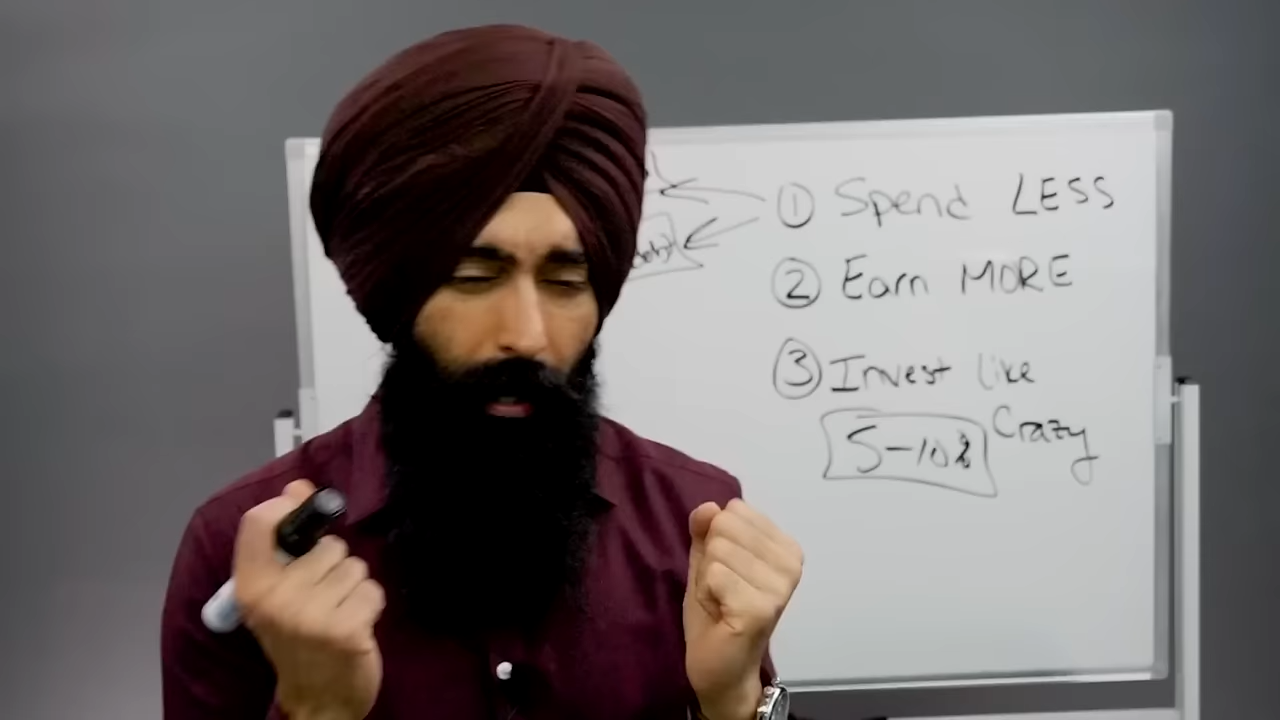 ① Spend LESS
② Earn MORE
③ Invest like
Crazy
5-10%